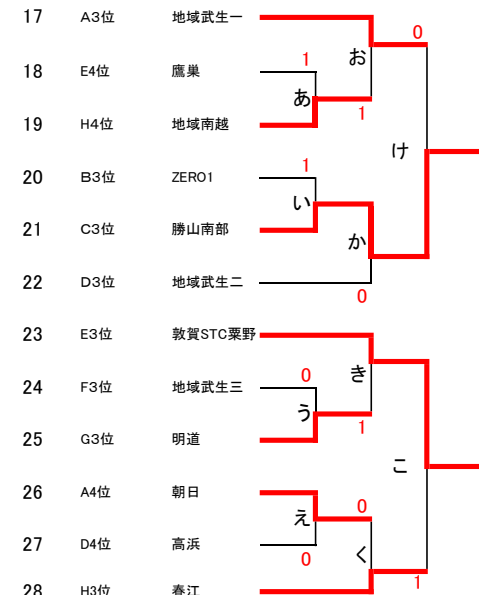 17 A3位 地域武生一
0
お
18 E4位 鷹巣 1
あ
19 H4位 地域南越 1
け
20 B3位 ZERO1 1
い
21 C3位 勝山南部
か
22 D3位 地域武生二
0
23 E3位 敦賀STC粟野
き
24 F3位 地域武生三 0
う
25 G3位 明道 1
こ
26 A4位 朝日
え 0
27 D4位 高浜 0
く
28 H3位 春江 1